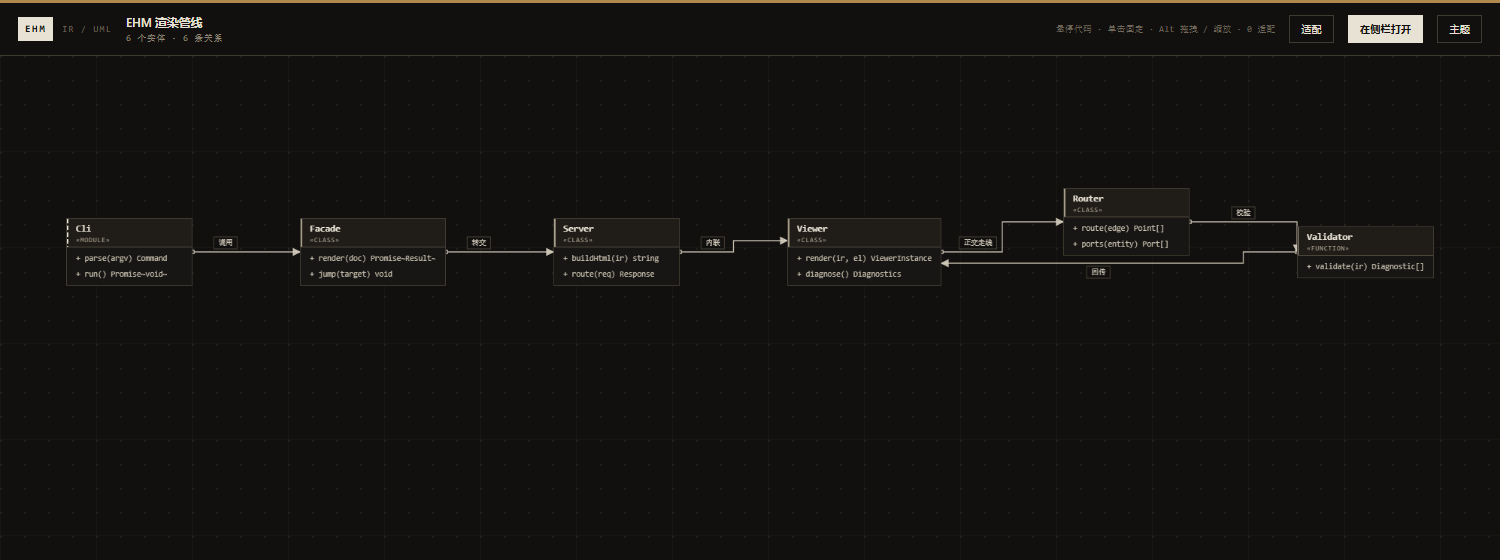 EHM
IR / UML
EHM 渲染管线
6 个实体 · 6 条关系
悬停代码 · 单击固定 · Alt 拖拽 / 缩放 · 0 适配
适配
在侧栏打开
主题
Cli
«MODULE»
+ parse(argv) Command
+ run() Promise~void~
调用
Facade
«CLASS»
+ render(doc) Promise~Result~
+ jump(target) void
转交
Server
«CLASS»
+ buildHtml(ir) string
+ route(req) Response
内联
Viewer
«CLASS»
+ render(ir, el) ViewerInstance
+ diagnose() Diagnostics
正交走线
Router
«CLASS»
+ route(edge) Point[]
+ ports(entity) Port[]
校验
回传
Validator
«FUNCTION»
+ validate(ir) Diagnostic[]